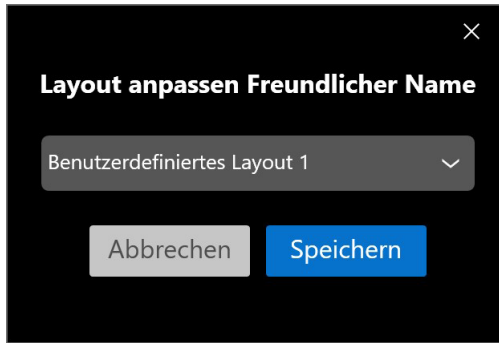 Layout anpassen Freundlicher Name
Benutzerdefiniertes Layout 1
Abbrechen
Speichern